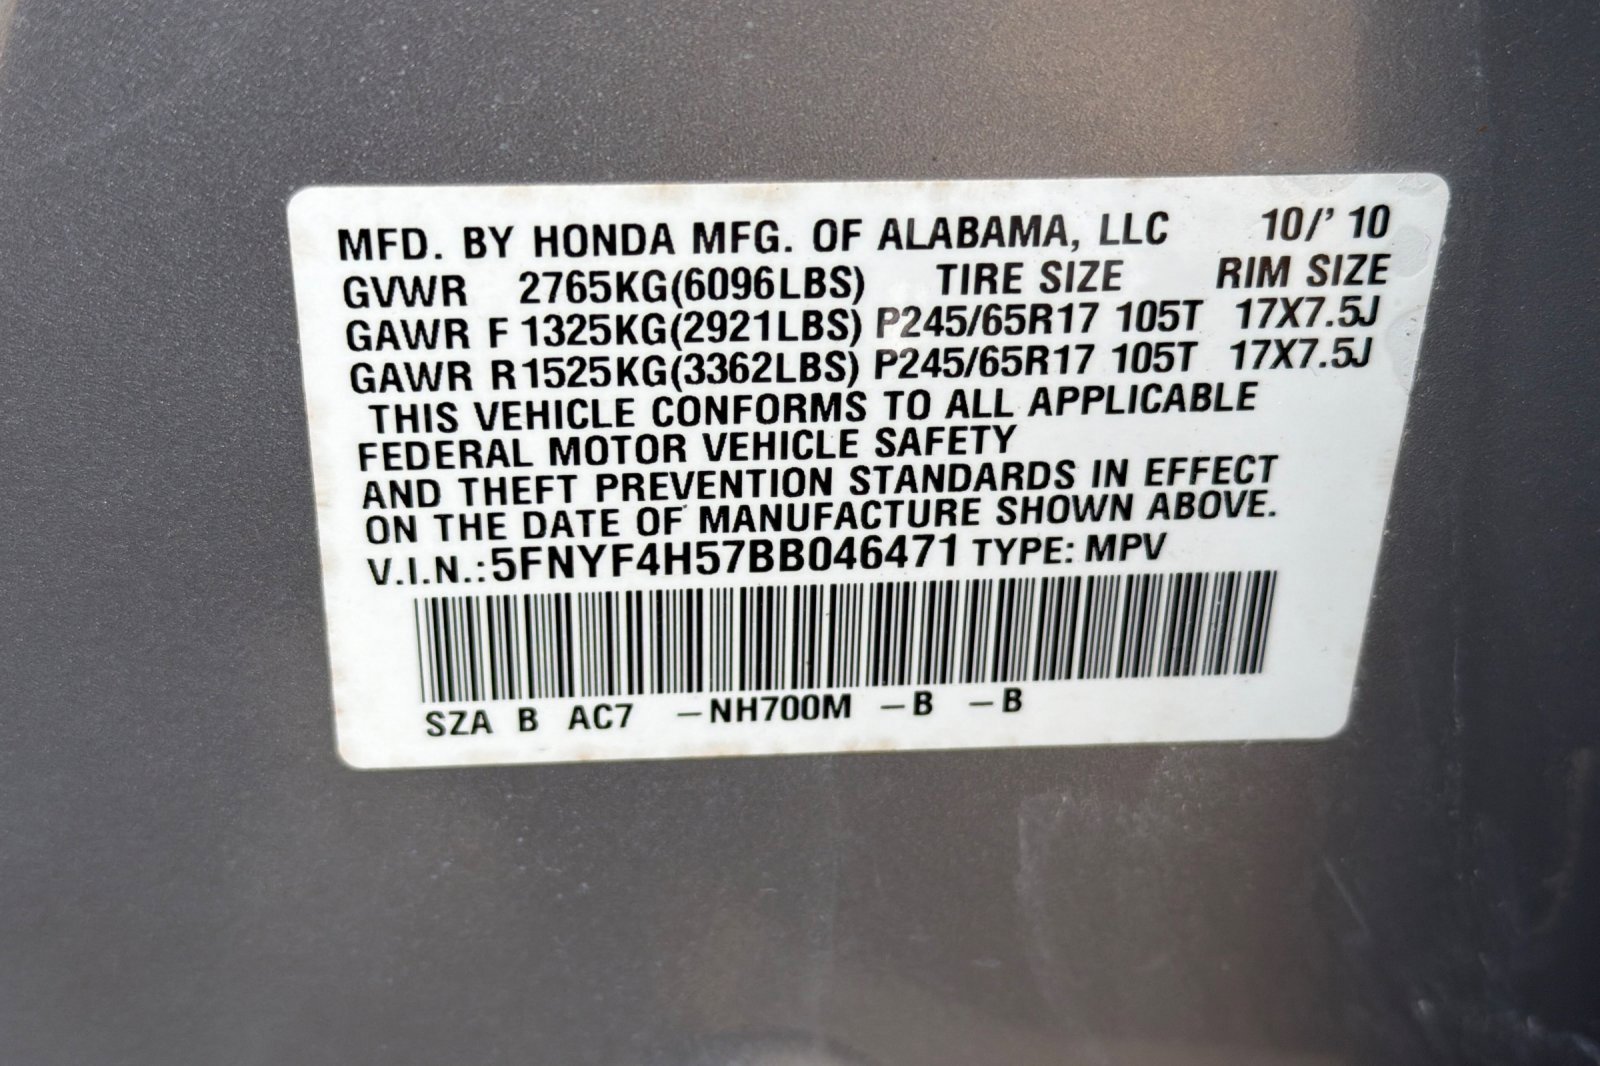 MFD. BY HONDA MFG. OF ALABAMA, LLC 10/' 10
GVWR 2765KG(6096LBS) TIRE SIZE RIM SIZE
GAWR F 1325KG(2921LBS) P245/65R17 105T 17X7.5J
GAWR R 1525KG(3362LBS) P245/65R17 105T 17X7.5J
THIS VEHICLE CONFORMS TO ALL APPLICABLE
FEDERAL MOTOR VEHICLE SAFETY
AND THEFT PREVENTION STANDARDS IN EFFECT
ON THE DATE OF MANUFACTURE SHOWN ABOVE.
V.I.N.:5FNYF4H57BB046471 TYPE: MPV
SZA B AC7 –NH700M –B –B